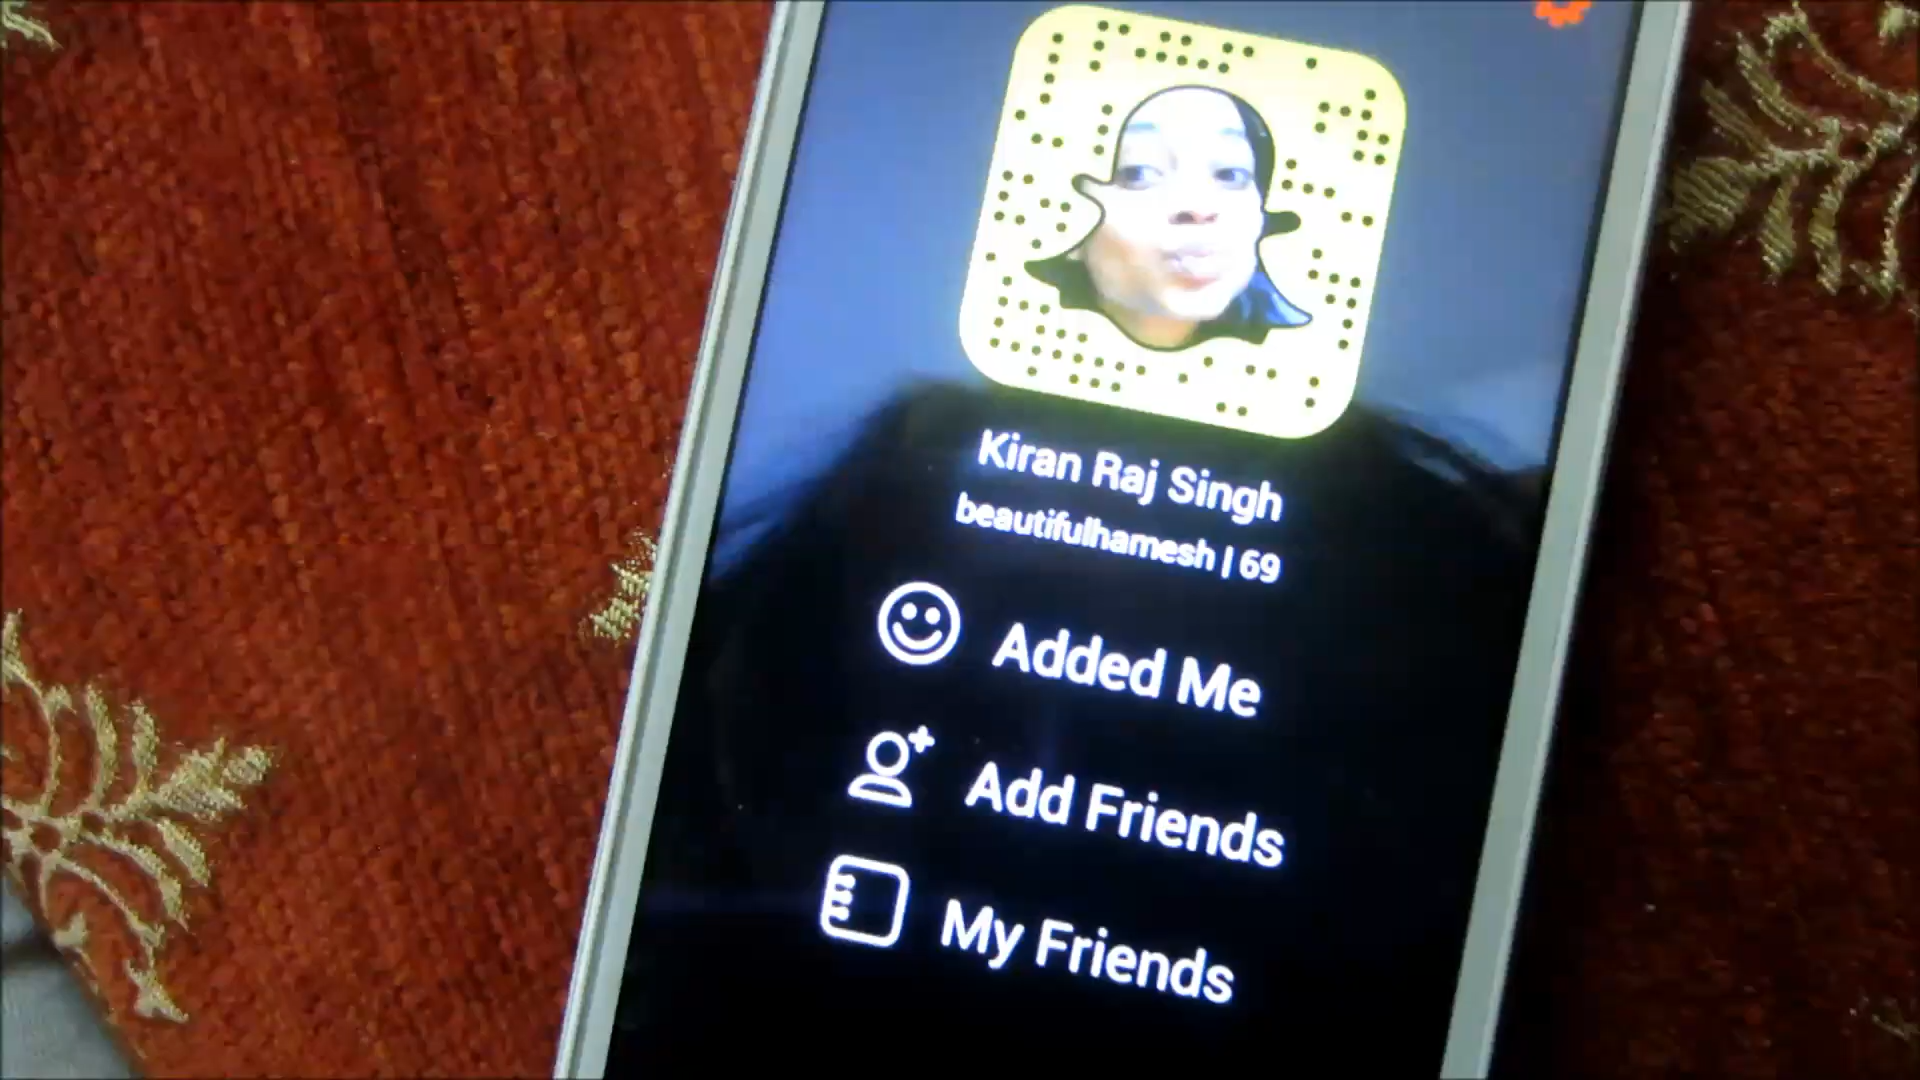 Kiran Raj Singh
beautifulhamesh | 69
Added Me
Add Friends
My Friends